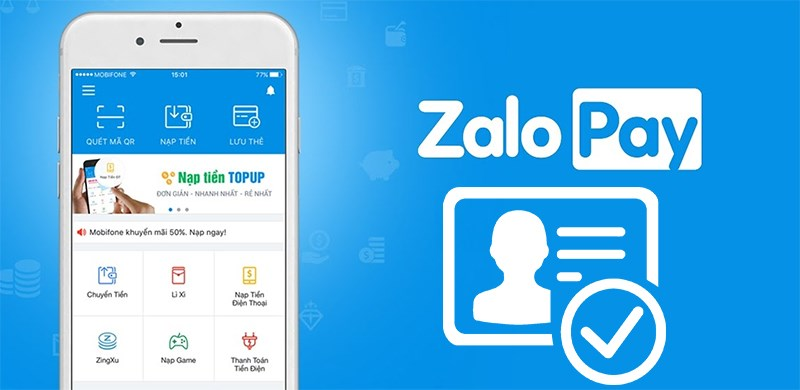 MOBIFONE
15:01
77%
QUÉT MÃ QR
NẠP TIỀN
LƯU THẺ
Nạp tiền TOPUP
ĐƠN GIẢN - NHANH NHẤT - RẺ NHẤT
Mobifone khuyến mãi 50%. Nạp ngay!
Chuyển Tiền
Lì Xì
Nạp Tiền
Điện Thoại
ZingXu
Nạp Game
Thanh Toán
Tiền Điện
Zalo Pay